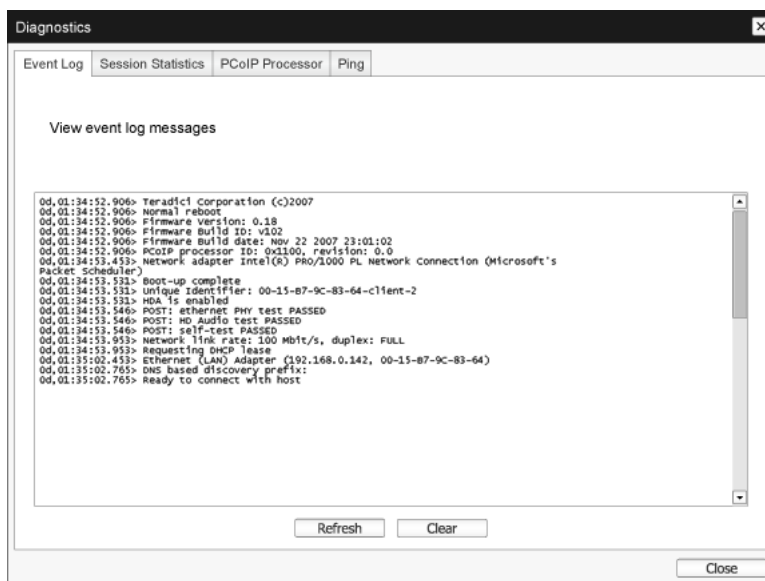 Diagnostics
Event Log
Session Statistics
PCoIP Processor
Ping
View event log messages
0d,01:34:52.906> Teradici Corporation (c)2007
0d,01:34:52.906> Normal reboot
0d,01:34:52.906> Firmware Version: 0.18
0d,01:34:52.906> Firmware Build ID: v102
0d,01:34:52.906> Firmware Build date: Nov 22 2007 23:01:02
0d,01:34:52.906> PCoIP processor ID: 0x1100, revision: 0.0
0d,01:34:53.453> Network adapter Intel(R) PRO/1000 PL Network Connection (Microsoft's
Packet Scheduler)
0d,01:34:53.531> Boot-up complete
0d,01:34:53.531> Unique Identifier: 00-15-B7-9C-83-64-client-2
0d,01:34:53.531> HDA is enabled
0d,01:34:53.546> POST: ethernet PHY test PASSED
0d,01:34:53.546> POST: HD Audio test PASSED
0d,01:34:53.546> POST: self-test PASSED
0d,01:34:53.953> Network link rate: 100 Mbit/s, duplex: FULL
0d,01:34:53.953> Requesting DHCP lease
0d,01:35:02.453> Ethernet (LAN) Adapter (192.168.0.142, 00-15-B7-9C-83-64)
0d,01:35:02.765> DNS based discovery prefix:
0d,01:35:02.765> Ready to connect with host
Refresh
Clear
Close